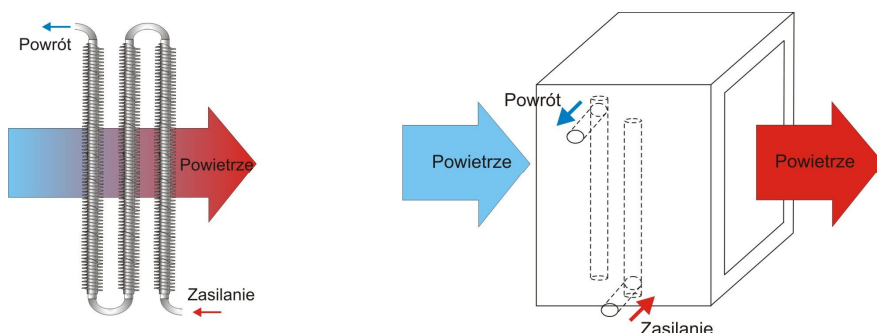 Powrót
Powietrze
Zasilanie
Powrót
Powietrze
Powietrze
Zasilanie